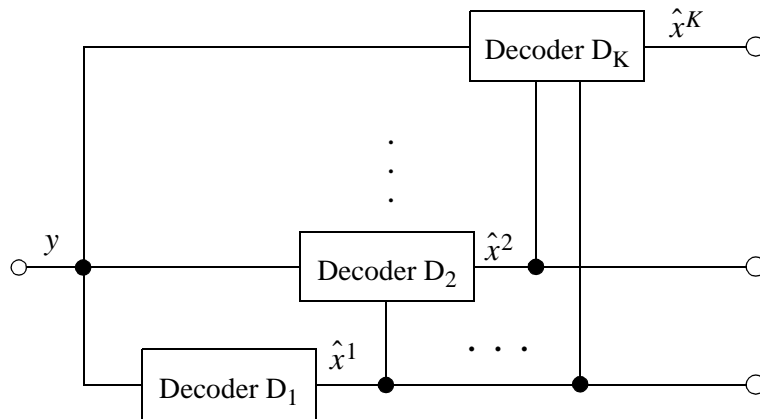 Decoder D_K
x̂^K
.
.
.
y
Decoder D_2
x̂^2
Decoder D_1
x̂^1
. . .